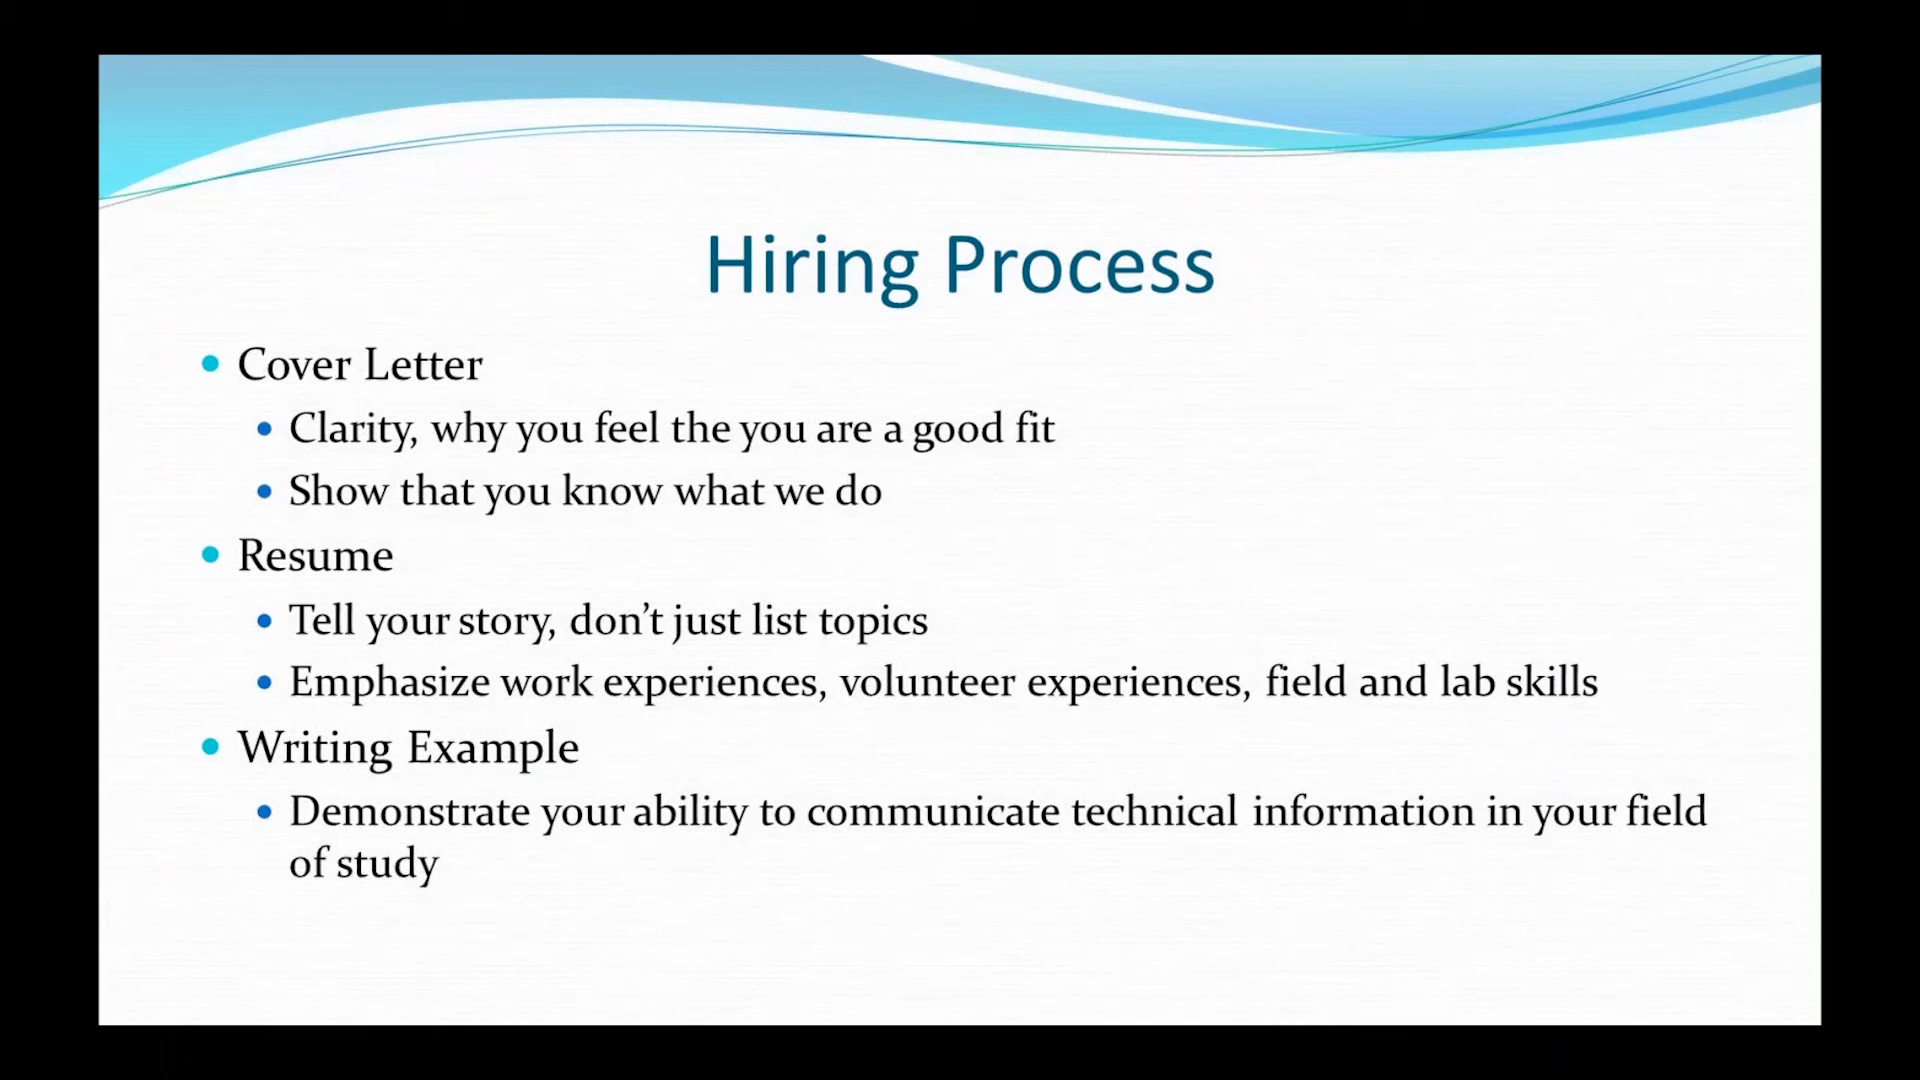 Hiring Process
Cover Letter
Clarity, why you feel the you are a good fit
Show that you know what we do
Resume
Tell your story, don’t just list topics
Emphasize work experiences, volunteer experiences, field and lab skills
Writing Example
Demonstrate your ability to communicate technical information in your field
of study